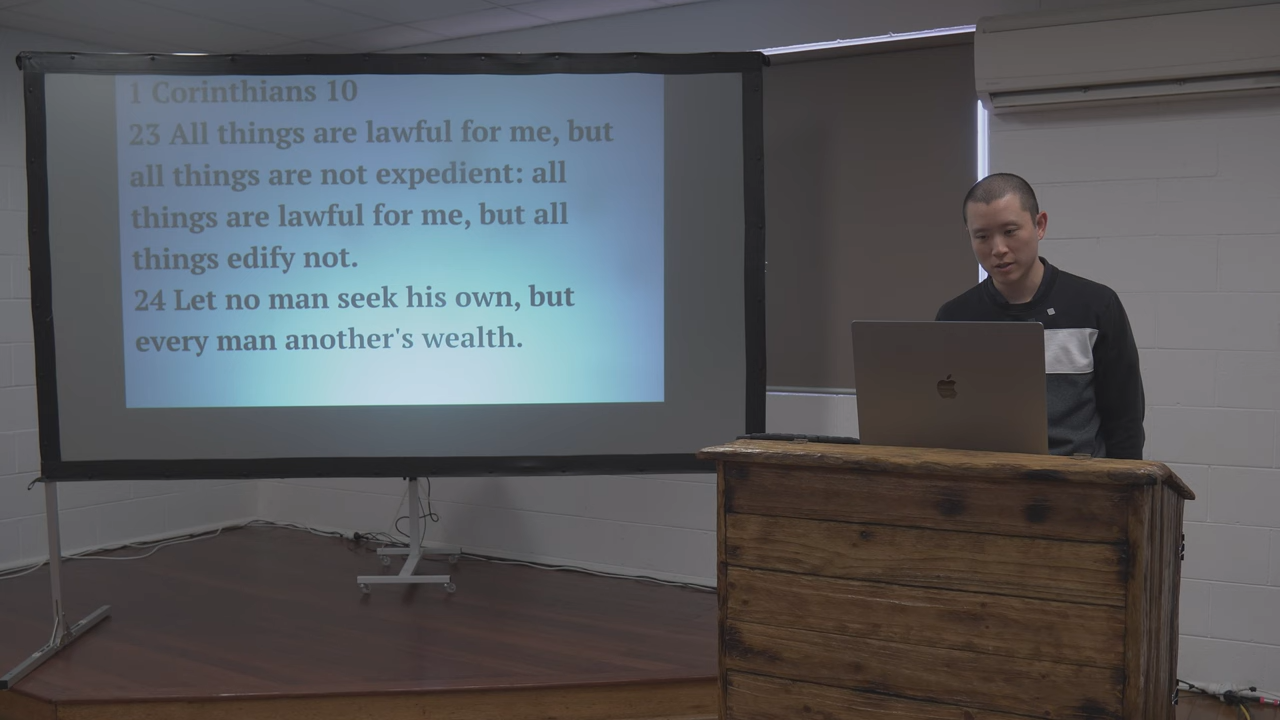 1 Corinthians 10
23 All things are lawful for me, but
all things are not expedient: all
things are lawful for me, but all
things edify not.
24 Let no man seek his own, but
every man another's wealth.